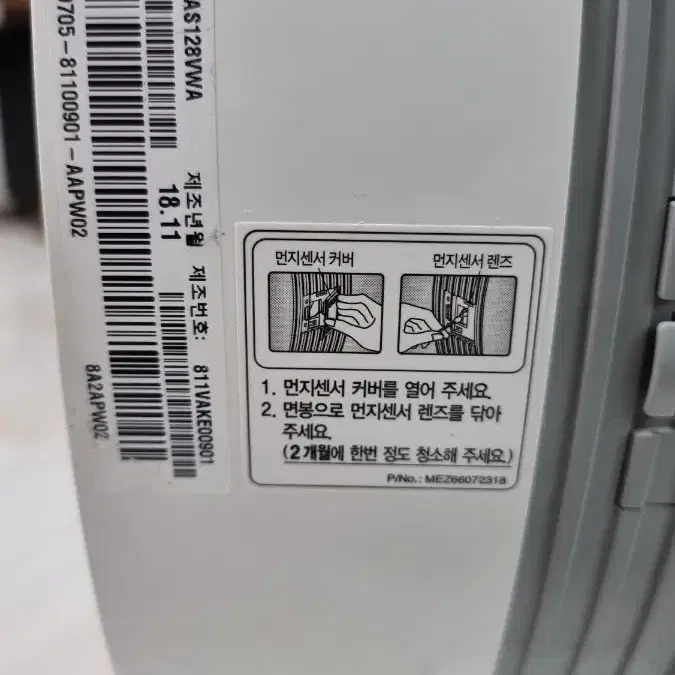 AS128VWA
9705-81100901-AAPW02
제조년월
18.11
제조번호:
811VAKE00901
8A2APW02
먼지센서 커버
먼지센서 렌즈
1. 먼지센서 커버를 열어 주세요.
2. 면봉으로 먼지센서 렌즈를 닦아
주세요.
(2개월에 한번 정도 청소해 주세요.)
P/No.: MEZ66072318